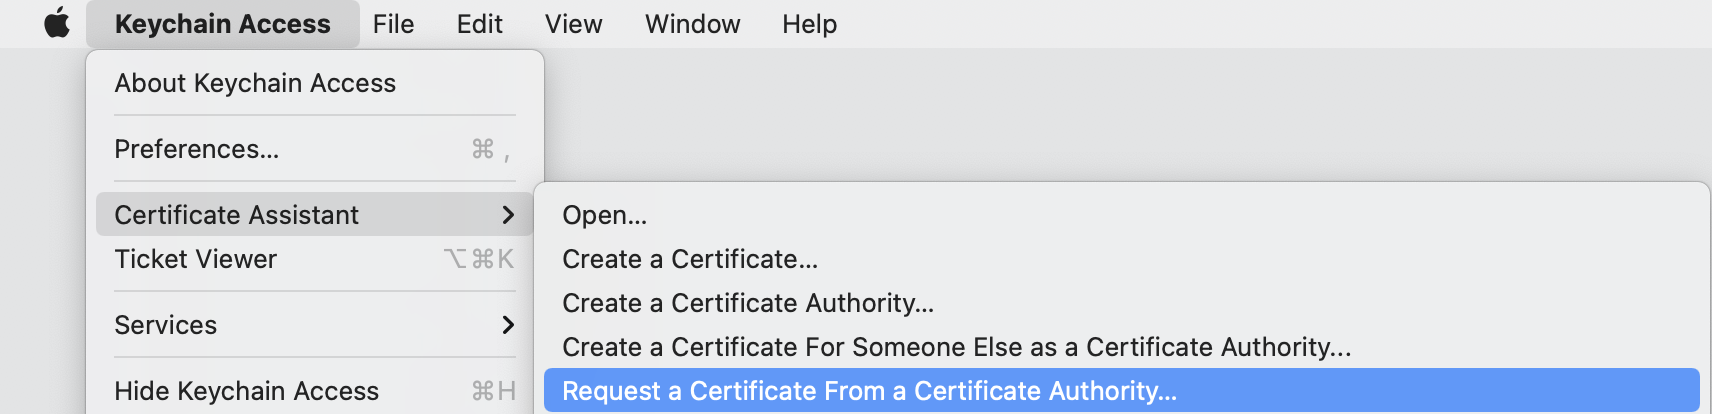 Keychain Access File Edit View Window Help
About Keychain Access
Preferences... ⌘ ,
Certificate Assistant
Ticket Viewer ⌥⌘K
Services
Hide Keychain Access ⌘H
Open...
Create a Certificate...
Create a Certificate Authority...
Create a Certificate For Someone Else as a Certificate Authority...
Request a Certificate From a Certificate Authority...